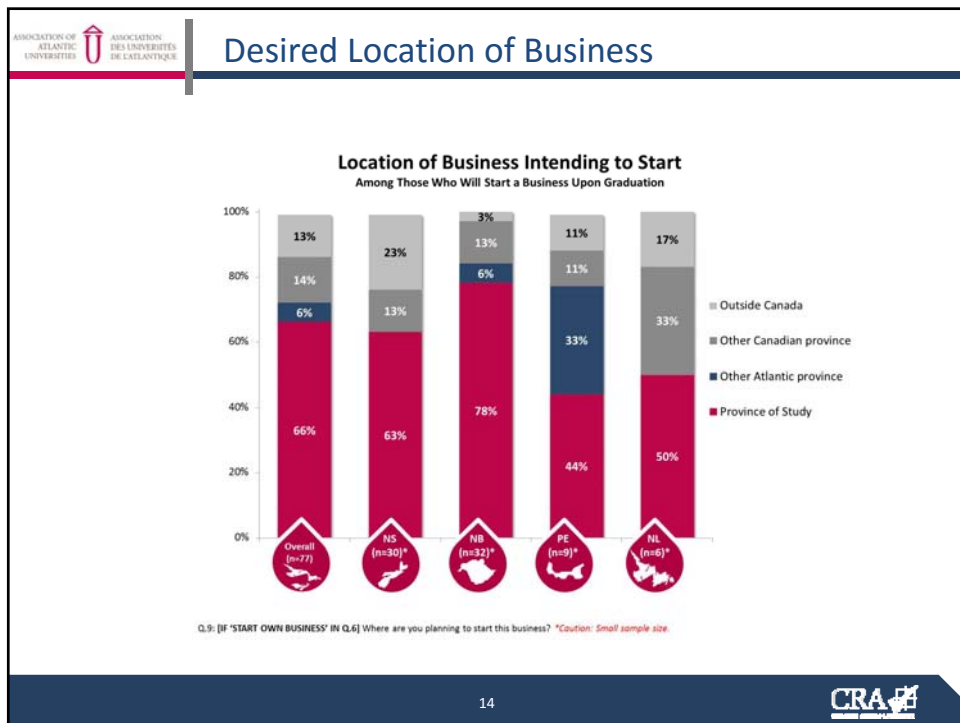 ASSOCIATION OF
ATLANTIC
UNIVERSITIES
ASSOCIATION
DES UNIVERSITÉS
DE L'ATLANTIQUE
Desired Location of Business
Location of Business Intending to Start
Among Those Who Will Start a Business Upon Graduation
100%
80%
60%
40%
20%
0%
13%
14%
6%
66%
23%
13%
63%
3%
13%
6%
78%
11%
11%
33%
44%
17%
33%
50%
Outside Canada
Other Canadian province
Other Atlantic province
Province of Study
Overall
(n=77)
NS
(n=30)*
NB
(n=32)*
PE
(n=9)*
NL
(n=6)*
Q.9: [IF 'START OWN BUSINESS' IN Q.6] Where are you planning to start this business? *Caution: Small sample size.
14
CRA